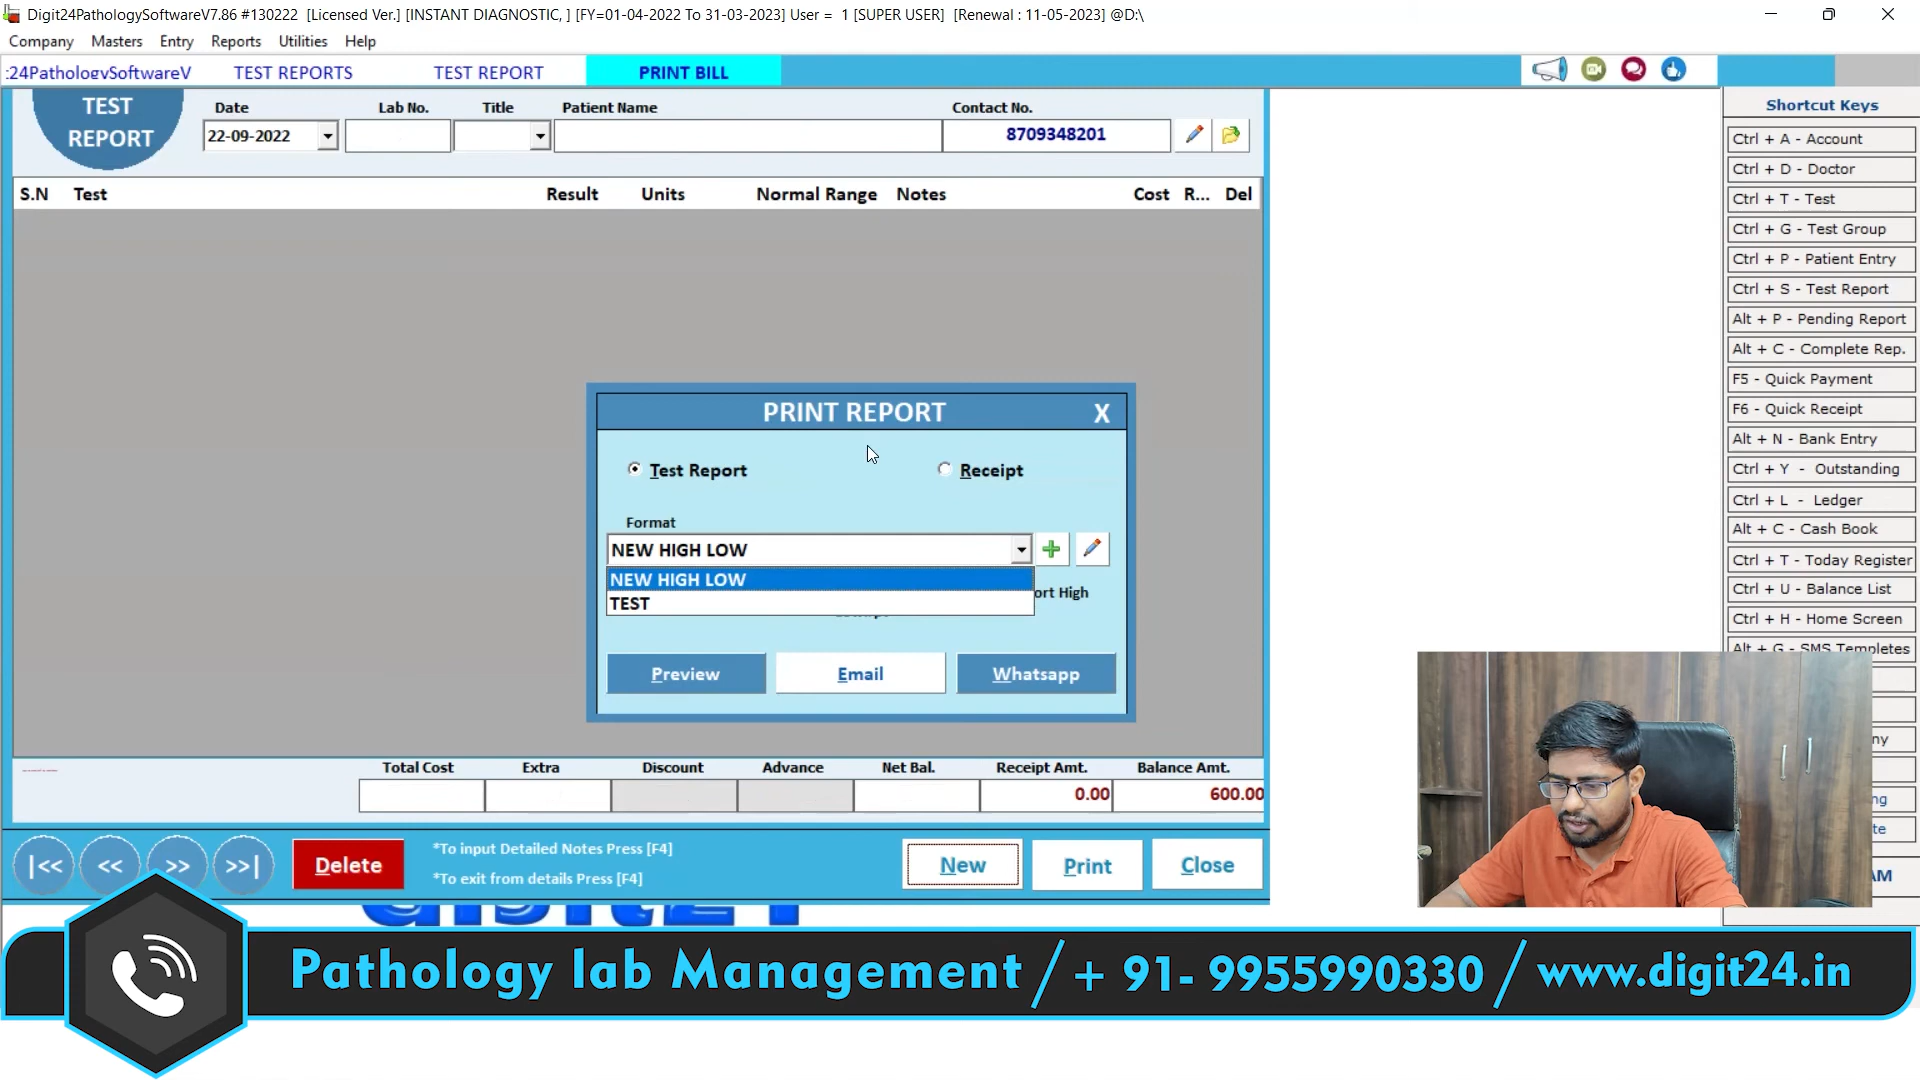 Digit24PathologySoftwareV7.86 #130222 [Licensed Ver.] [INSTANT DIAGNOSTIC, ] [FY=01-04-2022 To 31-03-2023] User = 1 [SUPER USER] [Renewal : 11-05-2023] @D:\
Company Masters Entry Reports Utilities Help
:24PathologySoftwareV TEST REPORTS TEST REPORT PRINT BILL
TEST
REPORT
Date Lab No. Title Patient Name Contact No.
22-09-2022 8709348201
S.N Test Result Units Normal Range Notes Cost R... Del
PRINT REPORT X
Test Report Receipt
Format
NEW HIGH LOW
NEW HIGH LOW
TEST
ort High
Preview Email Whatsapp
Total Cost Extra Discount Advance Net Bal. Receipt Amt. Balance Amt.
0.00 600.00
|<< << >> >>| Delete
*To input Detailed Notes Press [F4]
*To exit from details Press [F4]
New Print Close
Shortcut Keys
Ctrl + A - Account
Ctrl + D - Doctor
Ctrl + T - Test
Ctrl + G - Test Group
Ctrl + P - Patient Entry
Ctrl + S - Test Report
Alt + P - Pending Report
Alt + C - Complete Rep.
F5 - Quick Payment
F6 - Quick Receipt
Alt + N - Bank Entry
Ctrl + Y - Outstanding
Ctrl + L - Ledger
Alt + C - Cash Book
Ctrl + T - Today Register
Ctrl + U - Balance List
Ctrl + H - Home Screen
Alt + G - SMS Templates
ny
ng
te
AM
digit24
Pathology lab Management / + 91- 9955990330 / www.digit24.in